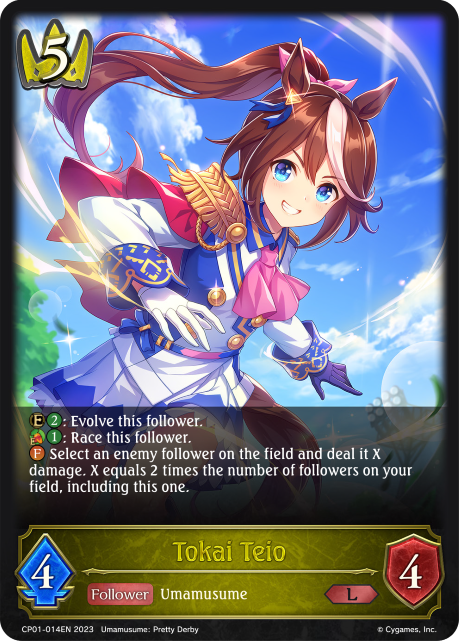 5
E 2: Evolve this follower.
1: Race this follower.
F Select an enemy follower on the field and deal it X
damage. X equals 2 times the number of followers on your
field, including this one.
Tokai Teio
4 Follower Umamusume L 4
CP01-014EN 2023 Umamusume: Pretty Derby © Cygames, Inc.